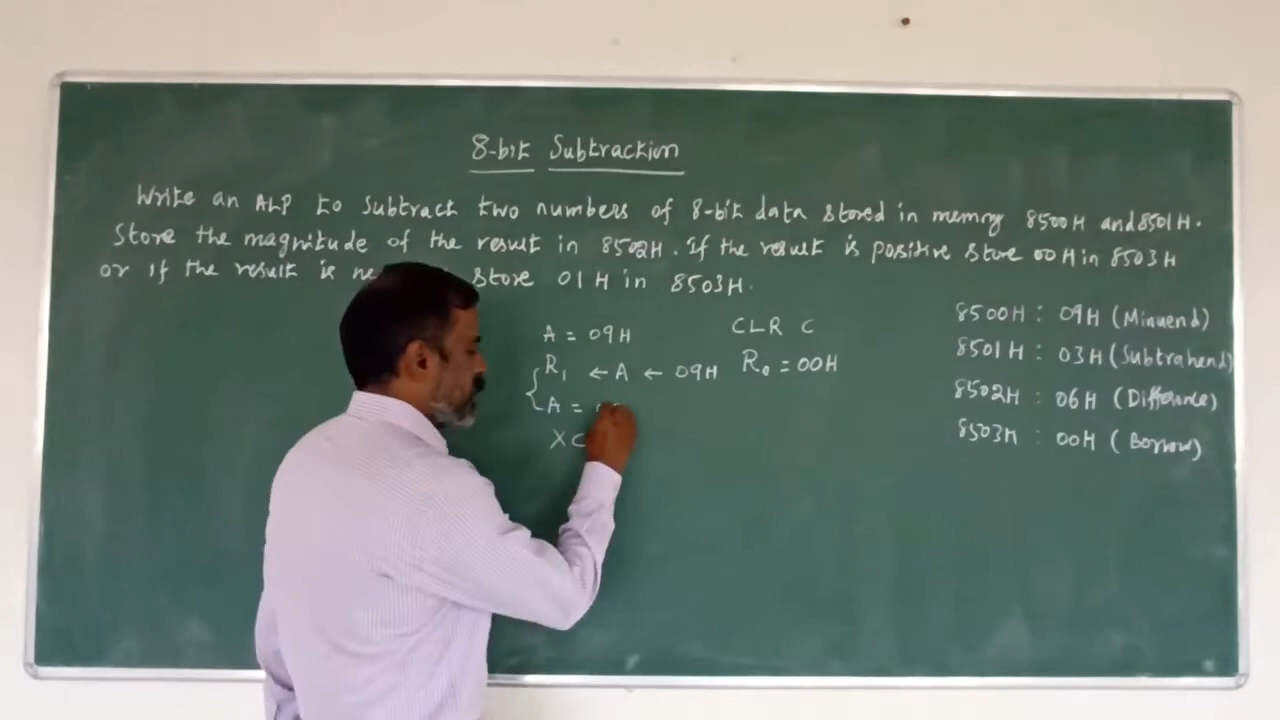 8-bit Subtraction
Write an ALP to subtract two numbers of 8-bit data stored in memory 8500H and 8501H.
Store the magnitude of the result in 8502H. If the result is positive store 00H in 8503H
or if the result is ne store 01H in 8503H.
A = 09H
R1 ← A ← 09H
A =
XC
CLR C
R0 = 00H
8500H : 09H (Minuend)
8501H : 03H (Subtrahend)
8502H : 06H (Difference)
8503H : 00H (Borrow)